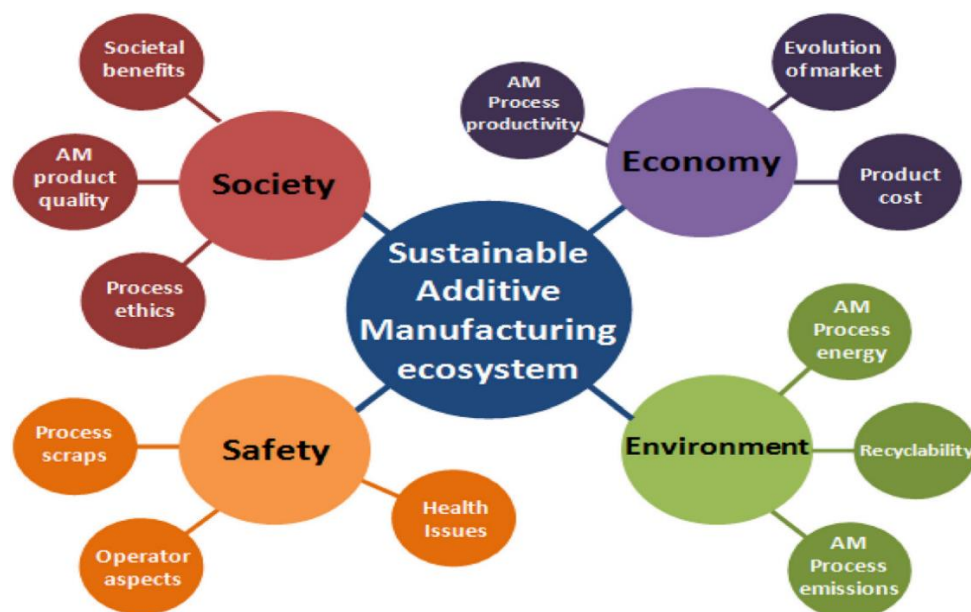 Societal
benefits
AM
product
quality
Process
ethics
Society
AM
Process
productivity
Evolution
of market
Product
cost
Economy
Sustainable
Additive
Manufacturing
ecosystem
Process
scraps
Operator
aspects
Health
Issues
Safety
AM
Process
energy
Recyclability
AM
Process
emissions
Environment